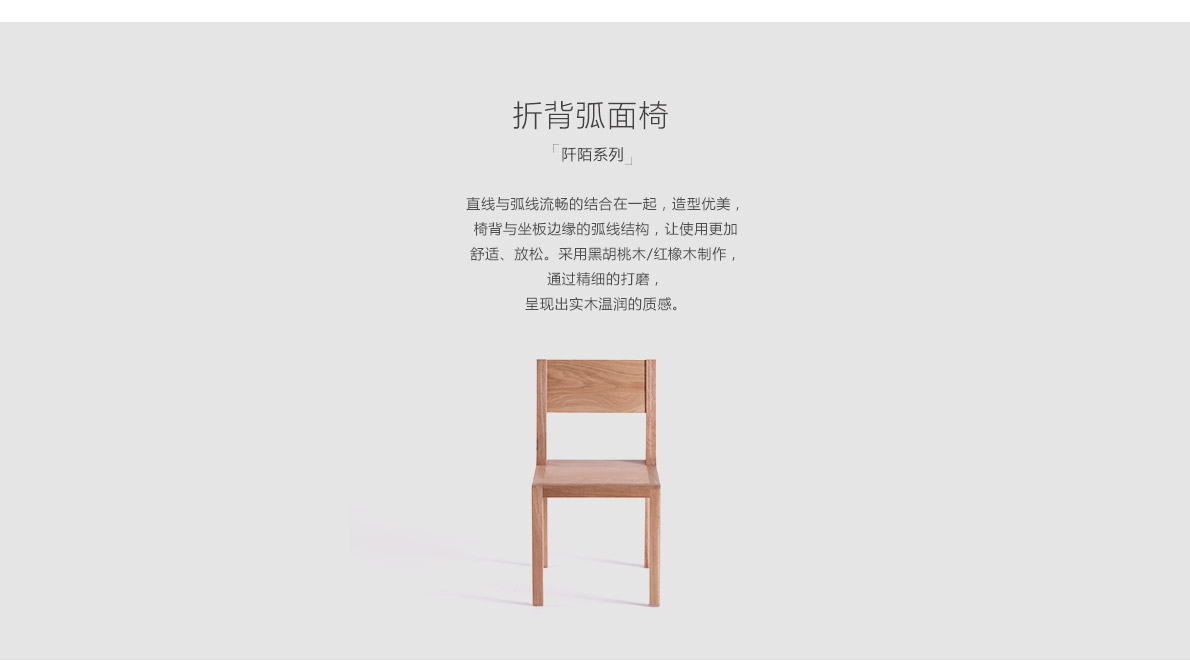 折背弧面椅
「阡陌系列」
直线与弧线流畅的结合在一起，造型优美，
椅背与坐板边缘的弧线结构，让使用更加
舒适、放松。采用黑胡桃木/红橡木制作，
通过精细的打磨，
呈现出实木温润的质感。